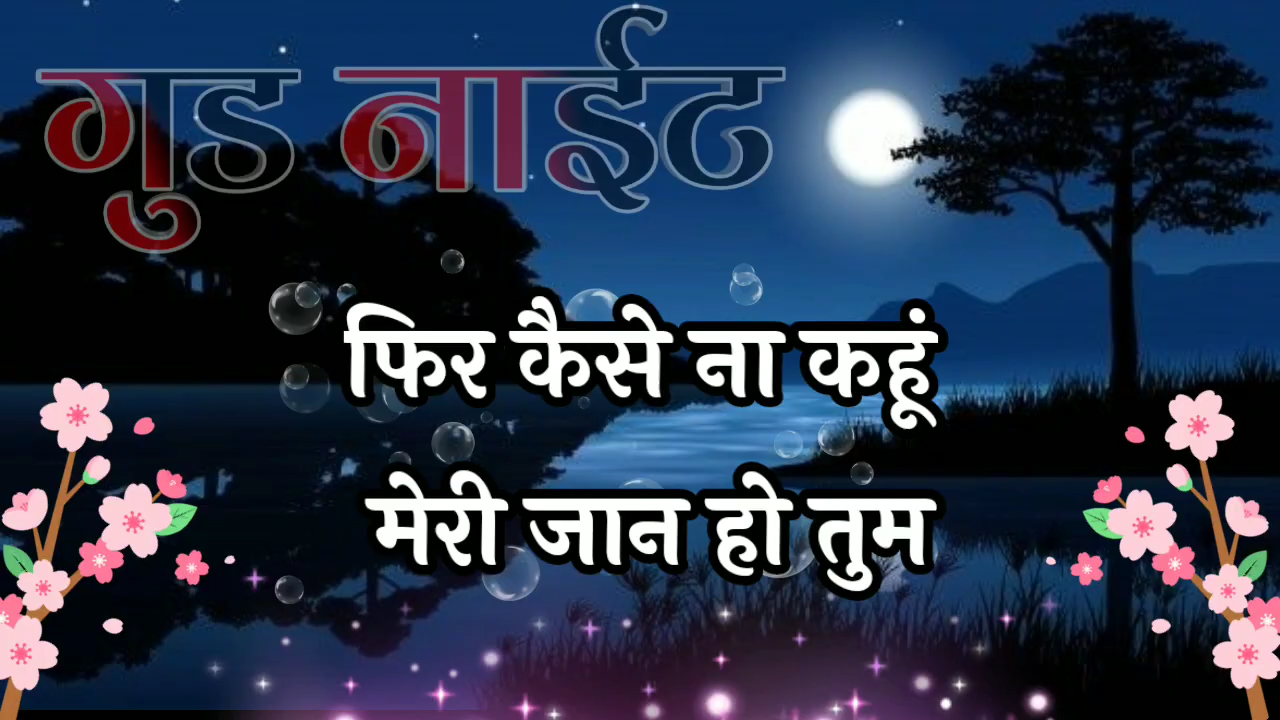 गुड नाईट
फिर कैसे ना कहूं
मेरी जान हो तुम